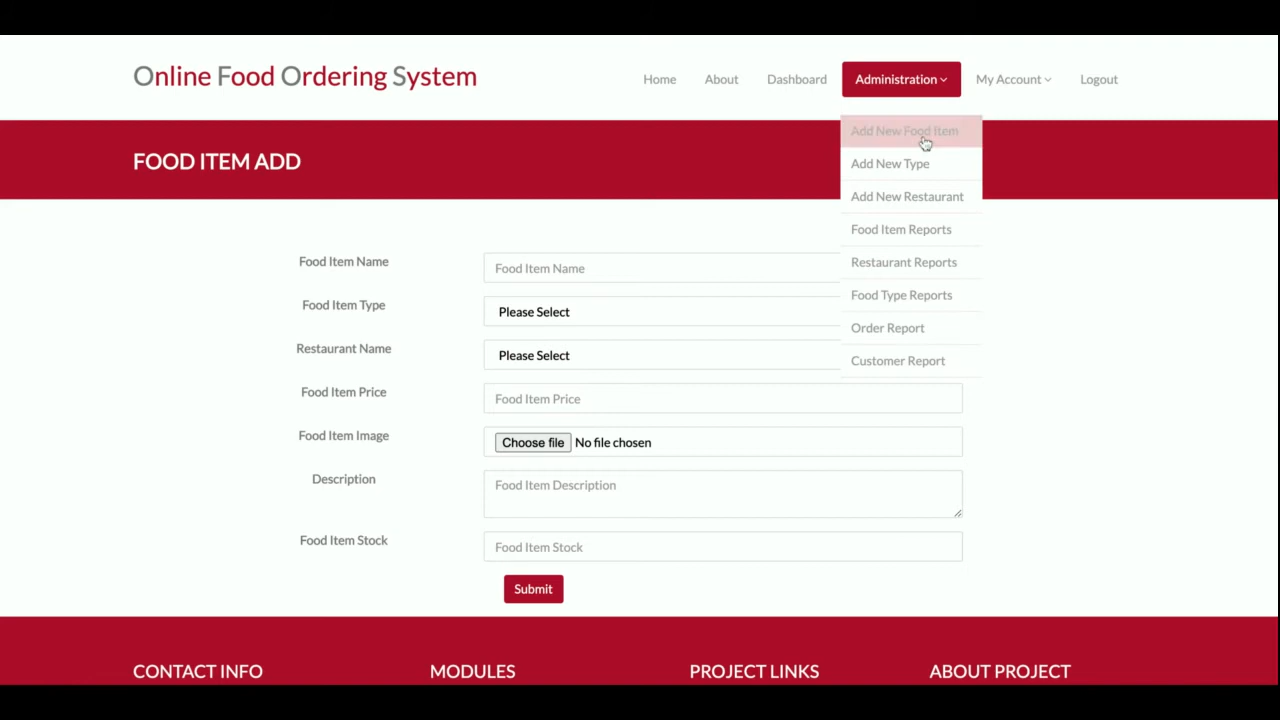 Online Food Ordering System
Home About Dashboard Administration My Account Logout
Add New Food Item
Add New Type
Add New Restaurant
Food Item Reports
Restaurant Reports
Food Type Reports
Order Report
Customer Report
FOOD ITEM ADD
Food Item Name Food Item Name
Food Item Type Please Select
Restaurant Name Please Select
Food Item Price Food Item Price
Food Item Image Choose file No file chosen
Description Food Item Description
Food Item Stock Food Item Stock
Submit
CONTACT INFO MODULES PROJECT LINKS ABOUT PROJECT